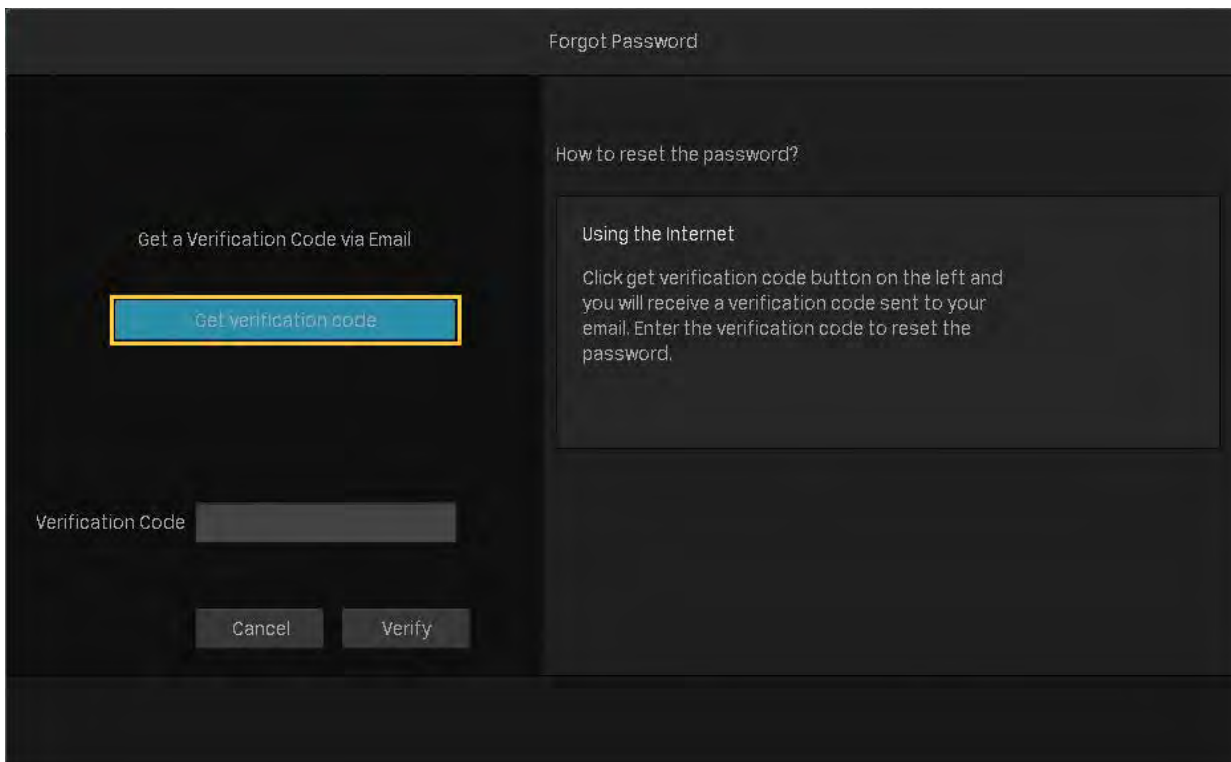 Forgot Password
Get a Verification Code via Email
Get verification code
Verification Code
Cancel
Verify
How to reset the password?
Using the Internet
Click get verification code button on the left and
you will receive a verification code sent to your
email. Enter the verification code to reset the
password.